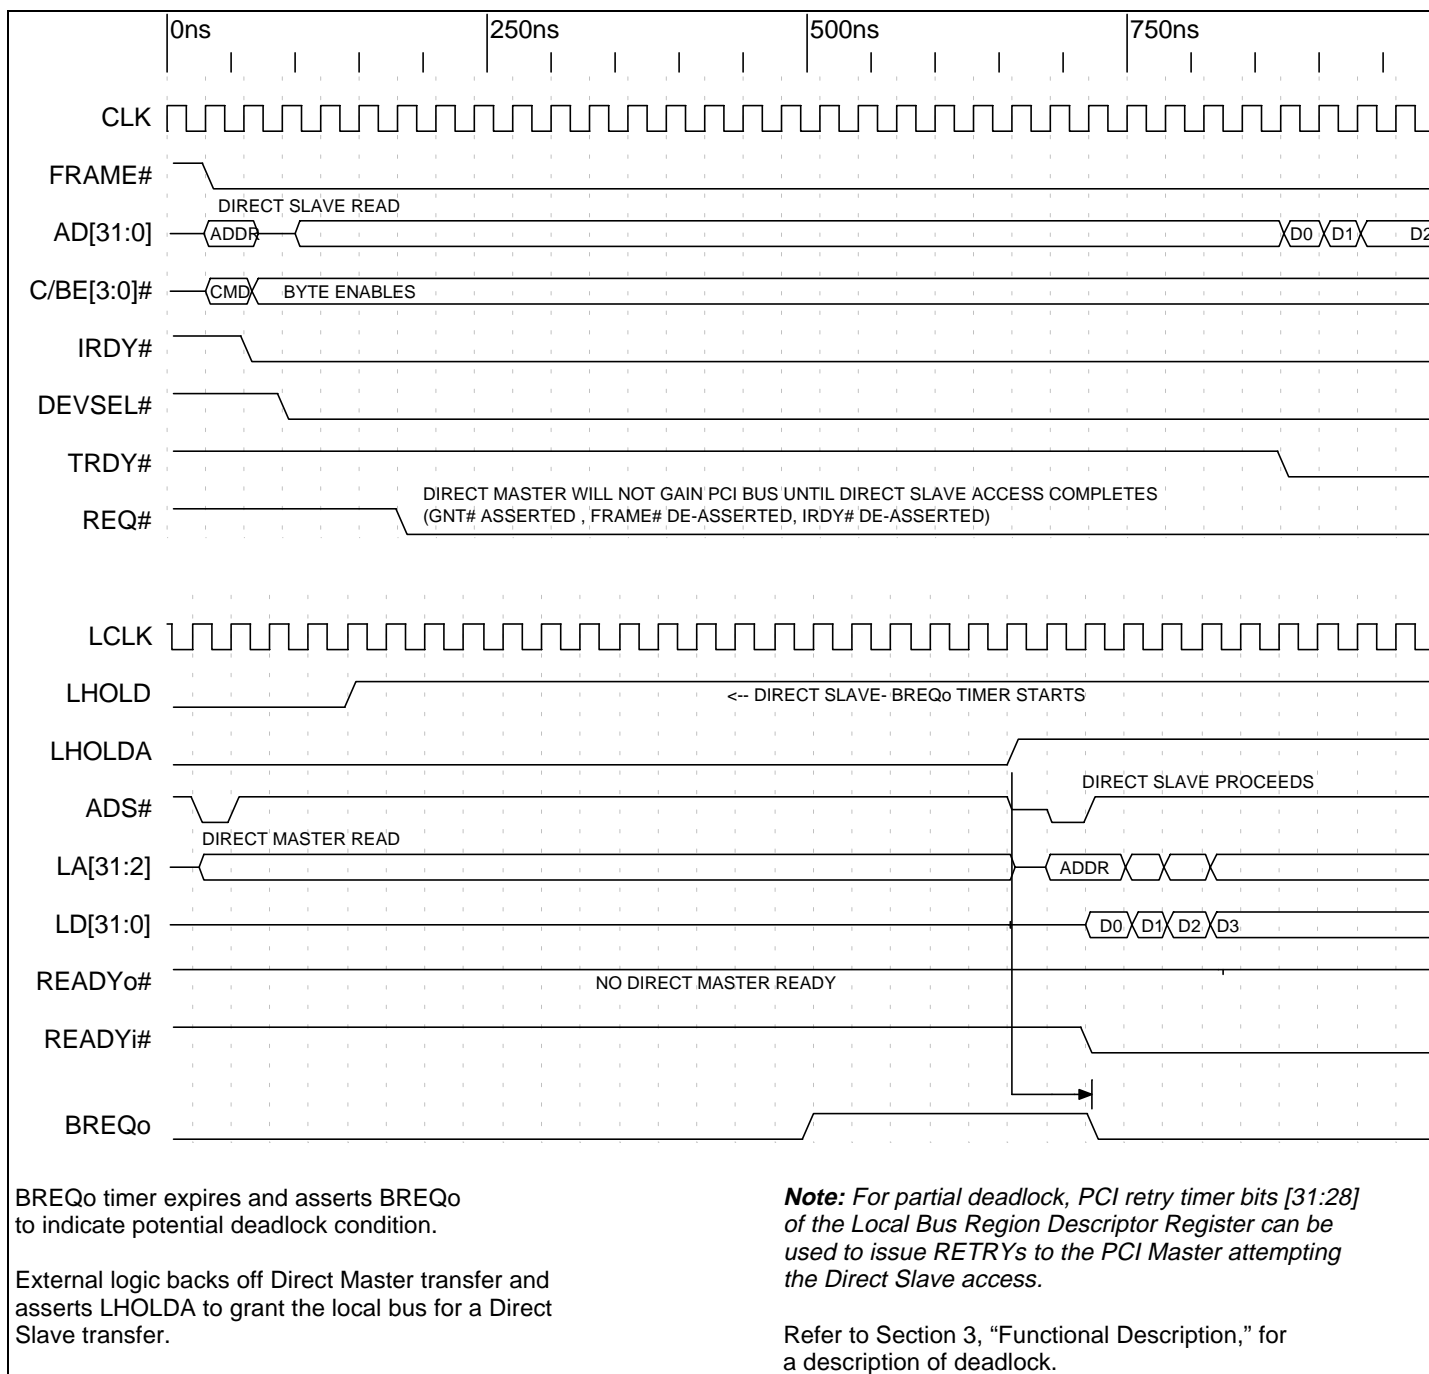 0ns 250ns 500ns 750ns
CLK
FRAME#
DIRECT SLAVE READ
AD[31:0] ADDR D0 D1 D2
C/BE[3:0]# CMD BYTE ENABLES
IRDY#
DEVSEL#
TRDY#
DIRECT MASTER WILL NOT GAIN PCI BUS UNTIL DIRECT SLAVE ACCESS COMPLETES
REQ# (GNT# ASSERTED , FRAME# DE-ASSERTED, IRDY# DE-ASSERTED)
LCLK
LHOLD <-- DIRECT SLAVE- BREQo TIMER STARTS
LHOLDA
DIRECT SLAVE PROCEEDS
ADS#
DIRECT MASTER READ
LA[31:2] ADDR
LD[31:0] D0 D1 D2 D3
READYo# NO DIRECT MASTER READY
READYi#
BREQo
BREQo timer expires and asserts BREQo
to indicate potential deadlock condition.
External logic backs off Direct Master transfer and
asserts LHOLDA to grant the local bus for a Direct
Slave transfer.
Note: For partial deadlock, PCI retry timer bits [31:28]
of the Local Bus Region Descriptor Register can be
used to issue RETRYs to the PCI Master attempting
the Direct Slave access.
Refer to Section 3, “Functional Description,” for
a description of deadlock.